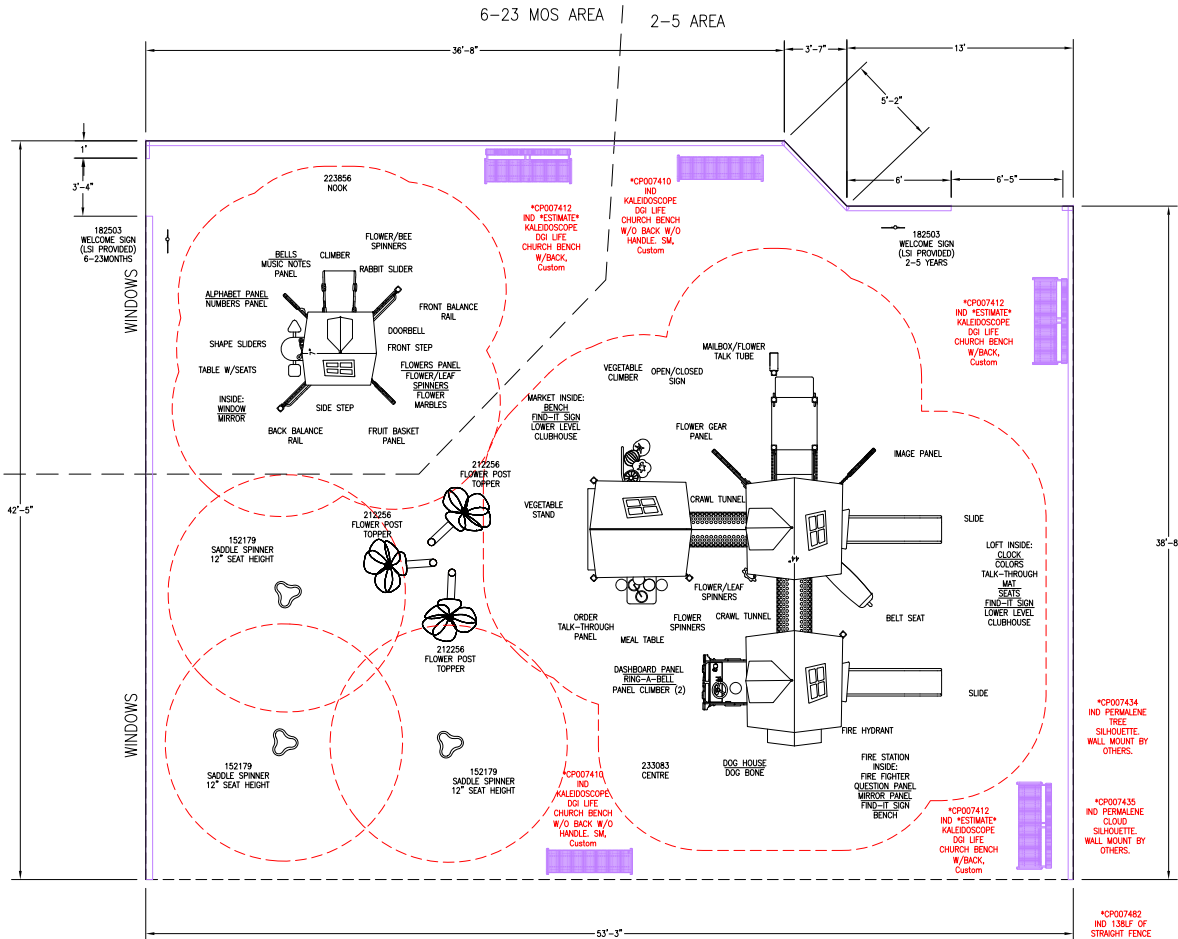 6-23 MOS AREA
2-5 AREA
36'-8"
3'-7"
13'
5'-2"
1'
3'-4"
6'
6'-5"
182503
WELCOME SIGN
(LSI PROVIDED)
6-23MONTHS
WINDOWS
223856
NOOK
FLOWER/BEE
SPINNERS
BELLS
MUSIC NOTES
PANEL
CLIMBER
RABBIT SLIDER
ALPHABET PANEL
NUMBERS PANEL
FRONT BALANCE
RAIL
DOORBELL
FRONT STEP
SHAPE SLIDERS
TABLE W/SEATS
FLOWERS PANEL
FLOWER/LEAF
SPINNERS
FLOWER
MARBLES
INSIDE:
WINDOW
MIRROR
SIDE STEP
BACK BALANCE
RAIL
FRUIT BASKET
PANEL
*CP007412
IND *ESTIMATE*
KALEIDOSCOPE
DGI LIFE
CHURCH BENCH
W/BACK,
Custom
*CP007410
IND
KALEIDOSCOPE
DGI LIFE
CHURCH BENCH
W/O BACK W/O
HANDLE. SM,
Custom
182503
WELCOME SIGN
(LSI PROVIDED)
2-5 YEARS
*CP007412
IND *ESTIMATE*
KALEIDOSCOPE
DGI LIFE
CHURCH BENCH
W/BACK,
Custom
MAILBOX/FLOWER
TALK TUBE
VEGETABLE
CLIMBER
OPEN/CLOSED
SIGN
MARKET INSIDE:
BENCH
FIND-IT SIGN
LOWER LEVEL
CLUBHOUSE
FLOWER GEAR
PANEL
IMAGE PANEL
212256
FLOWER POST
TOPPER
VEGETABLE
STAND
CRAWL TUNNEL
SLIDE
42'-5"
212256
FLOWER POST
TOPPER
152179
SADDLE SPINNER
12" SEAT HEIGHT
38'-8
LOFT INSIDE:
CLOCK
COLORS
TALK-THROUGH
MAT
SEATS
FIND-IT SIGN
LOWER LEVEL
CLUBHOUSE
FLOWER/LEAF
SPINNERS
ORDER
TALK-THROUGH
PANEL
MEAL TABLE
FLOWER
SPINNERS
CRAWL TUNNEL
BELT SEAT
212256
FLOWER POST
TOPPER
DASHBOARD PANEL
RING-A-BELL
PANEL CLIMBER (2)
SLIDE
WINDOWS
*CP007434
IND PERMALENE
TREE
SILHOUETTE.
WALL MOUNT BY
OTHERS.
FIRE HYDRANT
152179
SADDLE SPINNER
12" SEAT HEIGHT
152179
SADDLE SPINNER
12" SEAT HEIGHT
*CP007410
IND
KALEIDOSCOPE
DGI LIFE
CHURCH BENCH
W/O BACK W/O
HANDLE. SM,
Custom
233083
CENTRE
DOG HOUSE
DOG BONE
FIRE STATION
INSIDE:
FIRE FIGHTER
QUESTION PANEL
MIRROR PANEL
FIND-IT SIGN
BENCH
*CP007412
IND *ESTIMATE*
KALEIDOSCOPE
DGI LIFE
CHURCH BENCH
W/BACK,
Custom
*CP007435
IND PERMALENE
CLOUD
SILHOUETTE.
WALL MOUNT BY
OTHERS.
*CP007482
IND 138LF OF
STRAIGHT FENCE
53'-3"